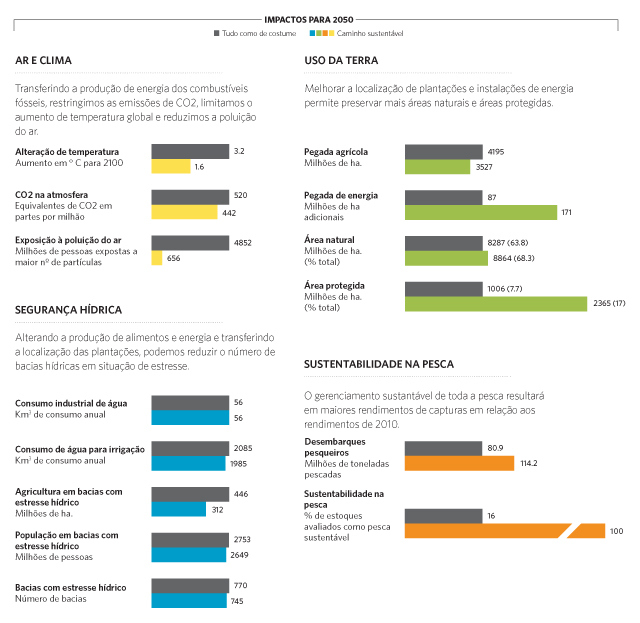 IMPACTOS PARA 2050
Tudo como de costume
Caminho sustentável
AR E CLIMA
Transferindo a produção de energia dos combustíveis
fósseis, restringimos as emissões de CO2, limitamos o
aumento de temperatura global e reduzimos a poluição
do ar.
Alteração de temperatura
Aumento em º C para 2100
3.2
1.6
CO2 na atmosfera
Equivalentes de CO2 em
partes por milhão
520
442
Exposição à poluição do ar
Milhões de pessoas expostas a
maior nº de partículas
4852
656
SEGURANÇA HÍDRICA
Alterando a produção de alimentos e energia e transferindo
a localização das plantações, podemos reduzir o número de
bacias hídricas em situação de estresse.
Consumo industrial de água
Km³ de consumo anual
56
56
Consumo de água para irrigação
Km³ de consumo anual
2085
1985
Agricultura em bacias com
estresse hídrico
Milhões de ha.
446
312
População em bacias com
estresse hídrico
Milhões de pessoas
2753
2649
Bacias com estresse hídrico
Número de bacias
770
745
USO DA TERRA
Melhorar a localização de plantações e instalações de energia
permite preservar mais áreas naturais e áreas protegidas.
Pegada agrícola
Milhões de ha.
4195
3527
Pegada de energia
Milhões de ha
adicionais
87
171
Área natural
Milhões de ha.
(% total)
8287 (63.8)
8864 (68.3)
Área protegida
Milhões de ha.
(% total)
1006 (7.7)
2365 (17)
SUSTENTABILIDADE NA PESCA
O gerenciamento sustantável de toda a pesca resultará
em maiores rendimentos de capturas em relação aos
rendimentos de 2010.
Desembarques
pesqueiros
Milhões de toneladas
pescadas
80.9
114.2
Sustentabilidade na
pesca
% de estoques
avaliados como pesca
sustentável
16
100